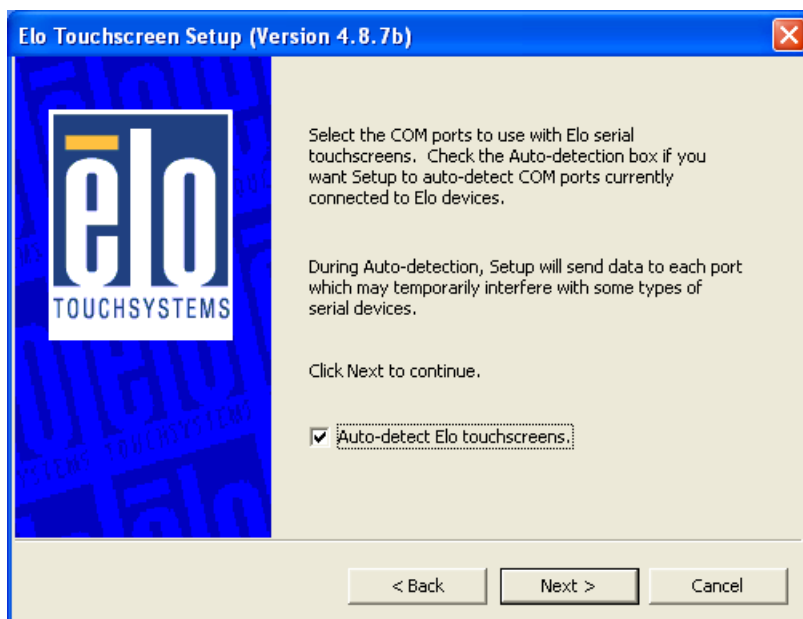 Elo Touchscreen Setup (Version 4.8.7b)
elo
TOUCHSYSTEMS
Select the COM ports to use with Elo serial
touchscreens. Check the Auto-detection box if you
want Setup to auto-detect COM ports currently
connected to Elo devices.
During Auto-detection, Setup will send data to each port
which may temporarily interfere with some types of
serial devices.
Click Next to continue.
Auto-detect Elo touchscreens.
< Back
Next >
Cancel